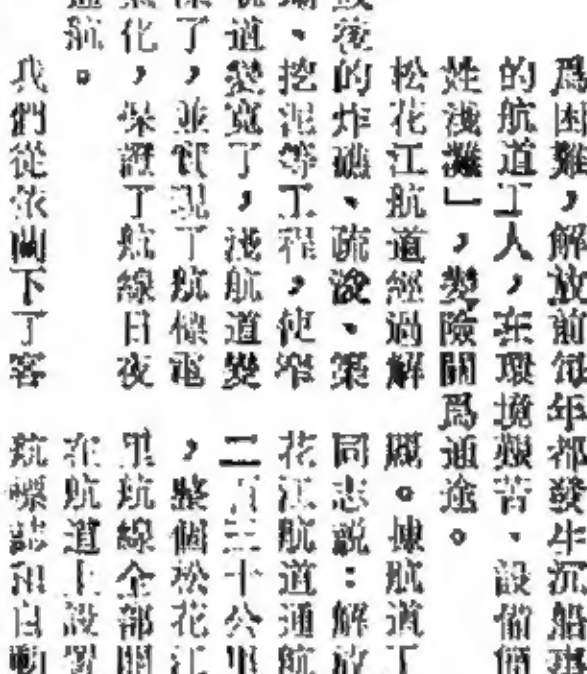 爲困難，解放前每年都發生沉船事
的航道工人，在環境艱苦、設備簡
姓淺灘」，變險關爲通途。
松花江航道經過解
後的炸礁、疏浚、築
、挖泥等工程，使窄
道變寬了，淺航道變
了，並實現了航標電
化，保證了航線日夜
航。
我們從依蘭下了客
。據航道工
同志說：解放
花江航道通航
二百三十公里
，整個松花江
里航線全部開
在航道上設置
航標誌和自動